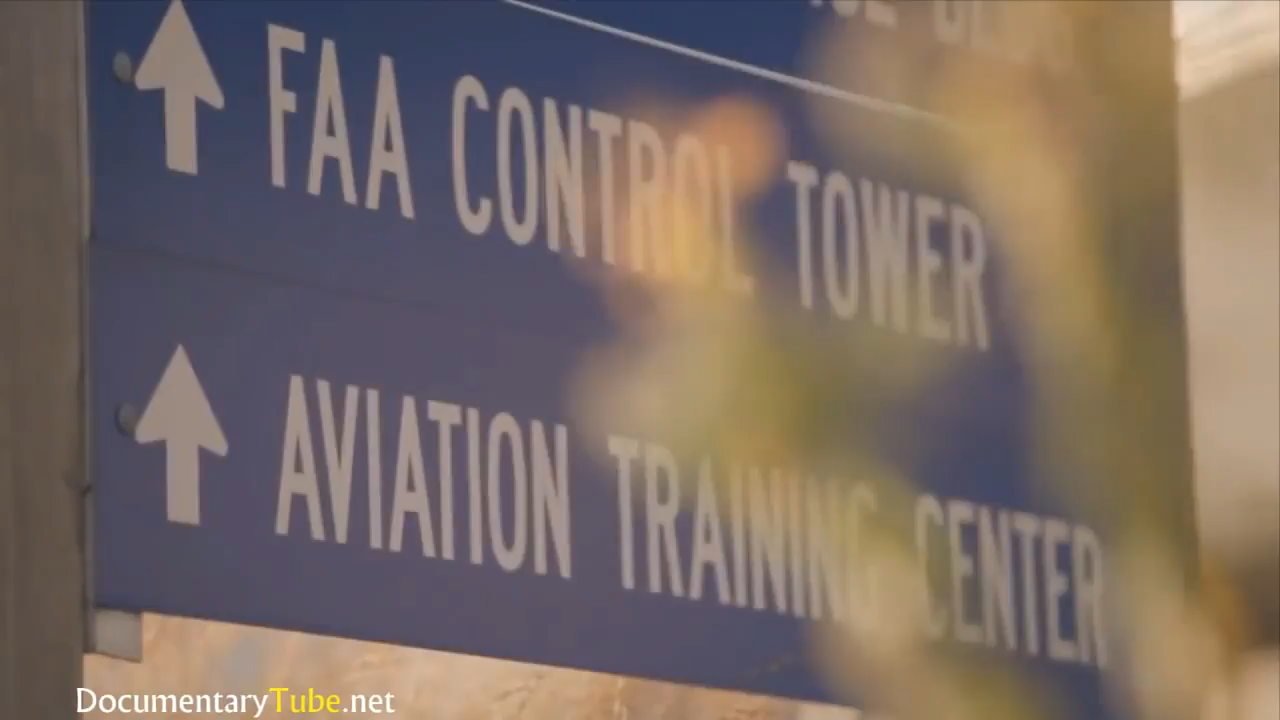 FAA CONTROL TOWER
AVIATION TRAINING CENTER
DocumentaryTube.net